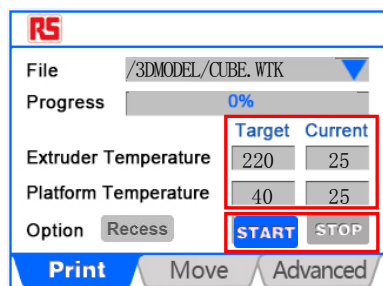 RS
File /3DMODEL/CUBE.WTK
Progress 0%
Target Current
Extruder Temperature 220 25
Platform Temperature 40 25
Option Recess START STOP
Print Move Advanced